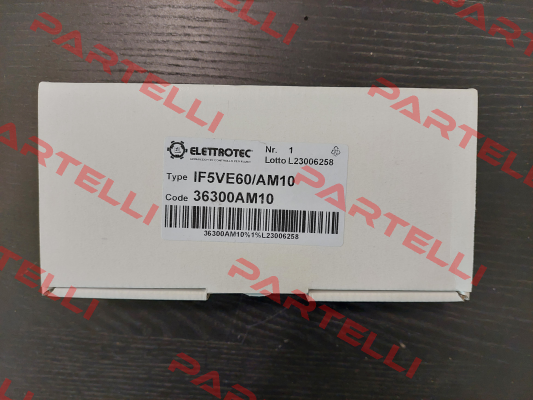 PARTELLI
PARTELLI
PARTELLI
ELETTROTEC
Nr. 1
Lotto L23006258
Type IF5VE60/AM10
Code 36300AM10
36300AM10%1%L23006258
PARTELLI
PARTELLI
PARTELLI